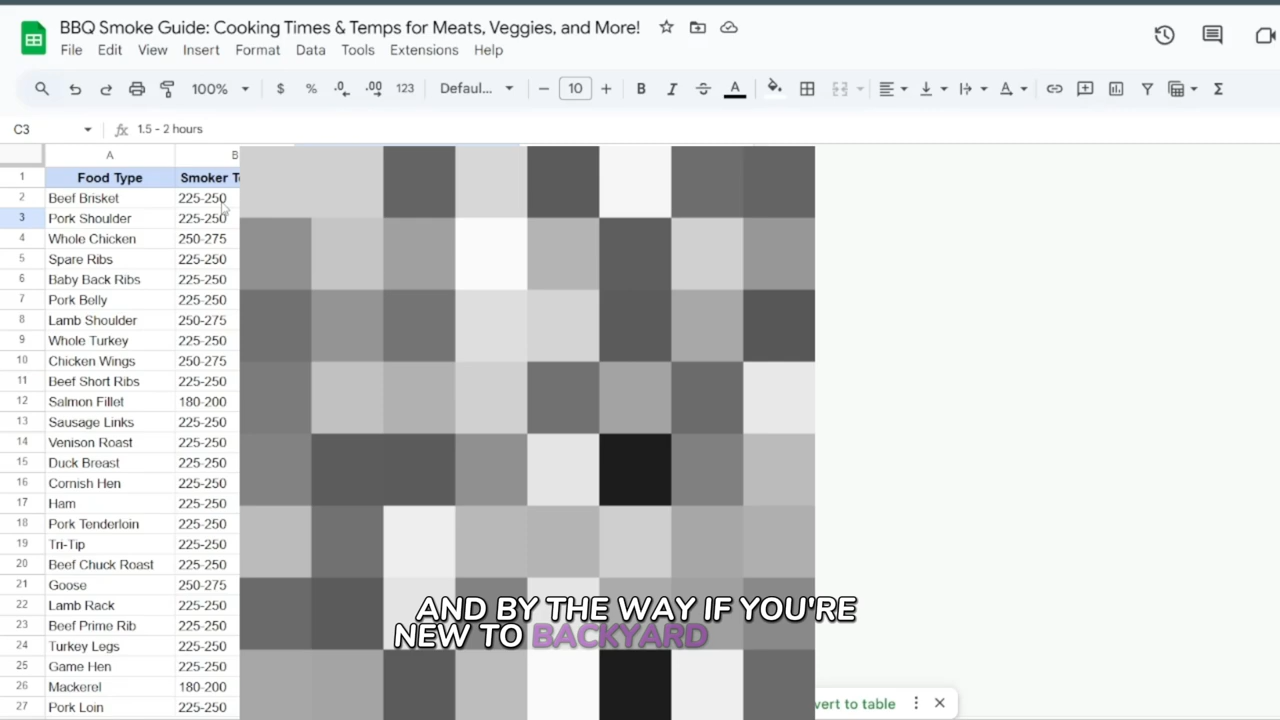 BBQ Smoke Guide: Cooking Times & Temps for Meats, Veggies, and More!
File Edit View Insert Format Data Tools Extensions Help
100% $ % .0 .00 123 Defaul... − 10 + B I A
C3 fx 1.5 - 2 hours
A B
1 Food Type Smoker
2 Beef Brisket 225-250
3 Pork Shoulder 225-250
4 Whole Chicken 250-275
5 Spare Ribs 225-250
6 Baby Back Ribs 225-250
7 Pork Belly 225-250
8 Lamb Shoulder 250-275
9 Whole Turkey 225-250
10 Chicken Wings 250-275
11 Beef Short Ribs 225-250
12 Salmon Fillet 180-200
13 Sausage Links 225-250
14 Venison Roast 225-250
15 Duck Breast 225-250
16 Cornish Hen 225-250
17 Ham 225-250
18 Pork Tenderloin 225-250
19 Tri-Tip 225-250
20 Beef Chuck Roast 225-250
21 Goose 250-275
22 Lamb Rack 225-250
23 Beef Prime Rib 225-250
24 Turkey Legs 225-250
25 Game Hen 225-250
26 Mackerel 180-200
27 Pork Loin 225-250
AND BY THE WAY IF YOU'RE
NEW TO BACKYARD
vert to table